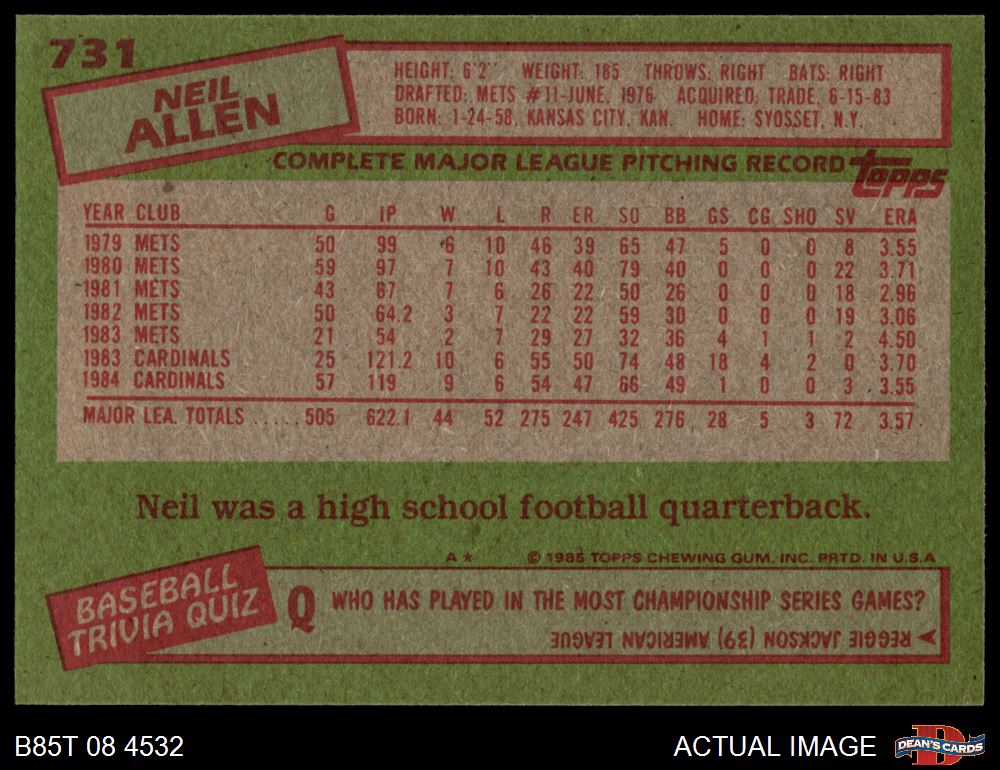 731
NEIL
ALLEN
HEIGHT: 6'2" WEIGHT: 185 THROWS: RIGHT BATS: RIGHT
DRAFTED: METS #11-JUNE, 1976 ACQUIRED: TRADE, 6-15-83
BORN: 1-24-58, KANSAS CITY, KAN. HOME: SYOSSET, N.Y.
COMPLETE MAJOR LEAGUE PITCHING RECORD
TOPPS
YEAR CLUB G IP W L R ER SO BB GS CG SHO SV ERA
1979 METS 50 99 6 10 46 39 65 47 5 0 0 8 3.55
1980 METS 59 97 7 10 43 40 79 40 0 0 0 22 3.71
1981 METS 43 67 7 6 26 22 50 26 0 0 0 18 2.96
1982 METS 50 64.2 3 7 22 22 59 30 0 0 0 19 3.06
1983 METS 21 54 2 7 29 27 32 36 4 1 1 2 4.50
1983 CARDINALS 25 121.2 10 6 55 50 74 48 18 4 2 0 3.70
1984 CARDINALS 57 119 9 6 54 47 66 49 1 0 0 3 3.55
MAJOR LEA. TOTALS ..... 505 622.1 44 52 275 247 425 276 28 5 3 72 3.57
Neil was a high school football quarterback.
A* © 1985 TOPPS CHEWING GUM, INC. PRTD. IN U.S.A
BASEBALL
TRIVIA QUIZ
Q WHO HAS PLAYED IN THE MOST CHAMPIONSHIP SERIES GAMES?
REGGIE JACKSON (39) AMERICAN LEAGUE
B85T 08 4532
ACTUAL IMAGE
DEAN'S CARDS